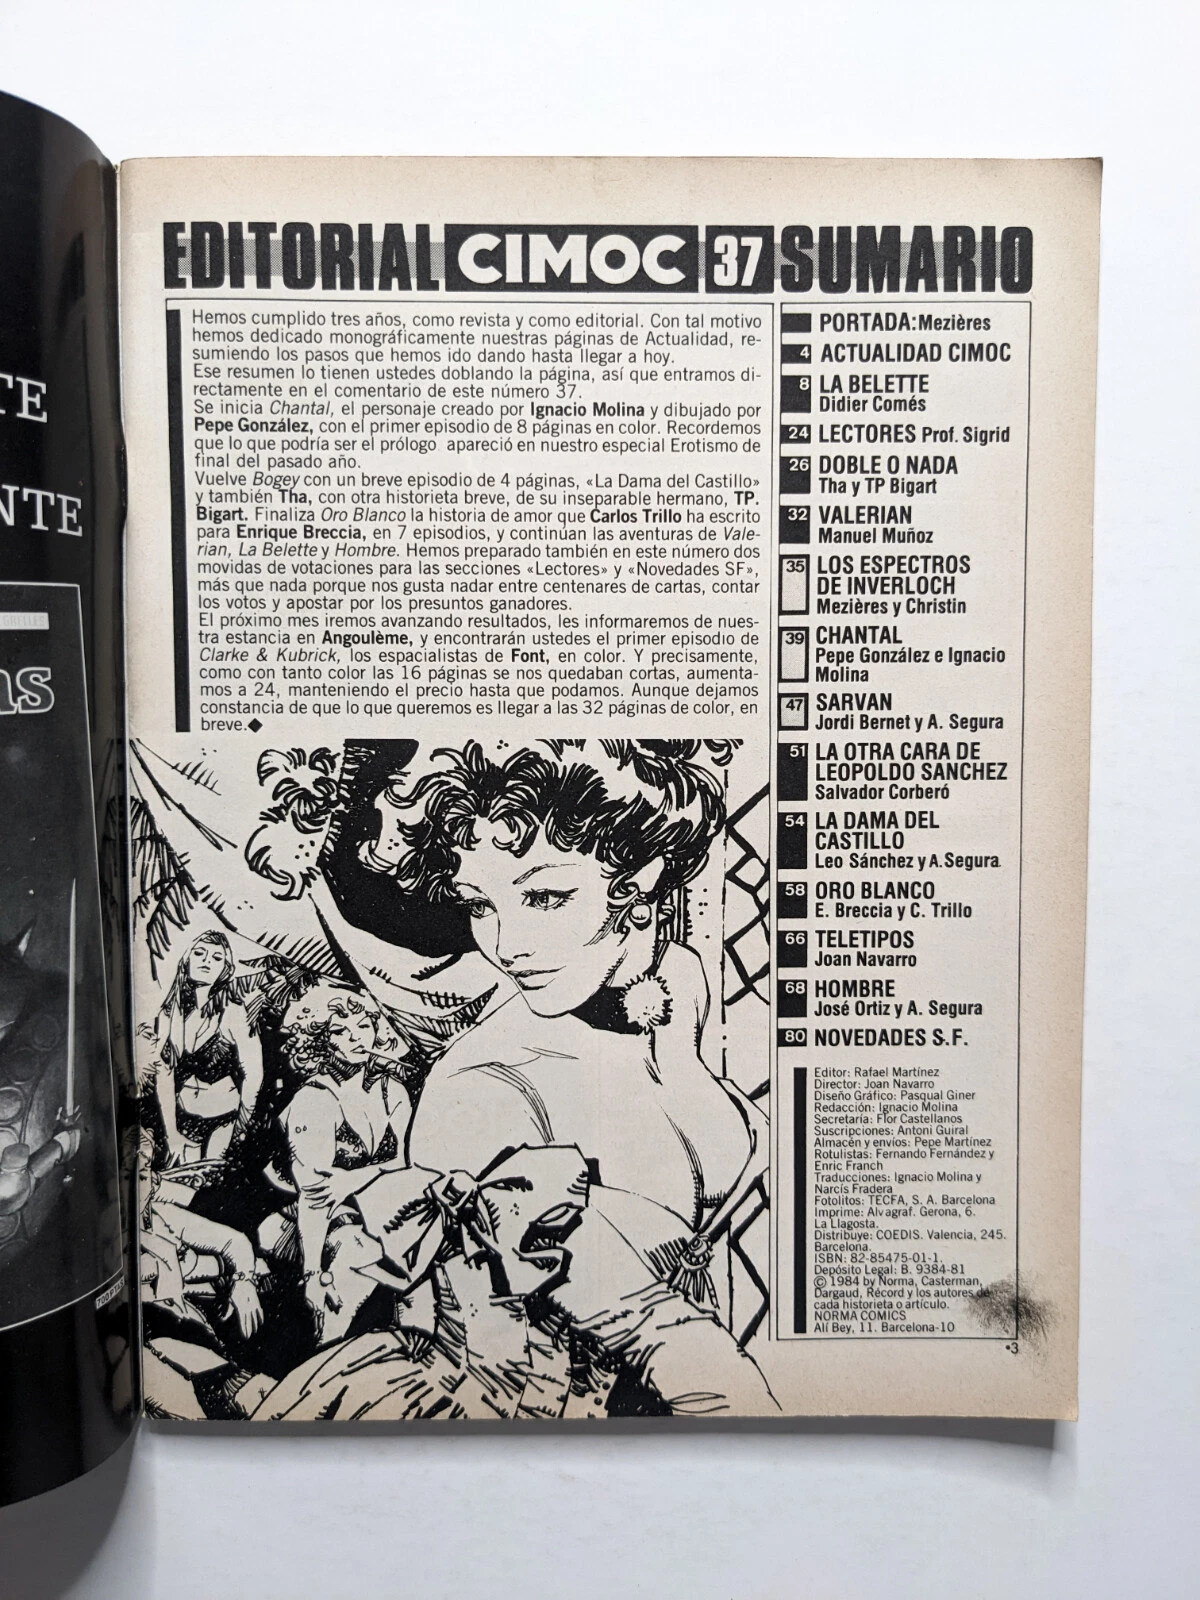 TE
NTE
GRELLE
as
700 PTAS.
EDITORIAL CIMOC 37 SUMARIO
Hemos cumplido tres años, como revista y como editorial. Con tal motivo
hemos dedicado monográficamente nuestras páginas de Actualidad, re-
sumiendo los pasos que hemos ido dando hasta llegar a hoy.
Ese resumen lo tienen ustedes doblando la página, así que entramos di-
rectamente en el comentario de este número 37.
Se inicia Chantal, el personaje creado por Ignacio Molina y dibujado por
Pepe González, con el primer episodio de 8 páginas en color. Recordemos
que lo que podría ser el prólogo apareció en nuestro especial Erotismo de
final del pasado año.
Vuelve Bogey con un breve episodio de 4 páginas, «La Dama del Castillo»
y también Tha, con otra historieta breve, de su inseparable hermano, TP.
Bigart. Finaliza Oro Blanco la historia de amor que Carlos Trillo ha escrito
para Enrique Breccia, en 7 episodios, y continúan las aventuras de Vale-
rian, La Belette y Hombre. Hemos preparado también en este número dos
movidas de votaciones para las secciones «Lectores» y «Novedades SF»,
más que nada porque nos gusta nadar entre centenares de cartas, contar
los votos y apostar por los presuntos ganadores.
El próximo mes iremos avanzando resultados, les informaremos de nues-
tra estancia en Angoulème, y encontrarán ustedes el primer episodio de
Clarke & Kubrick, los espacialistas de Font, en color. Y precisamente,
como con tanto color las 16 páginas se nos quedaban cortas, aumenta-
mos a 24, manteniendo el precio hasta que podamos. Aunque dejamos
constancia de que lo que queremos es llegar a las 32 páginas de color, en
breve.◆
PORTADA: Mezières
4 ACTUALIDAD CIMOC
8 LA BELETTE
Didier Comés
24 LECTORES Prof. Sigrid
26 DOBLE O NADA
Tha y TP Bigart
32 VALERIAN
Manuel Muñoz
35 LOS ESPECTROS
DE INVERLOCH
Mezières y Christin
39 CHANTAL
Pepe González e Ignacio
Molina
47 SARVAN
Jordi Bernet y A. Segura
51 LA OTRA CARA DE
LEOPOLDO SANCHEZ
Salvador Corberó
54 LA DAMA DEL
CASTILLO
Leo Sánchez y A. Segura
58 ORO BLANCO
E. Breccia y C. Trillo
66 TELETIPOS
Joan Navarro
68 HOMBRE
José Ortiz y A. Segura
80 NOVEDADES S.F.
Editor: Rafael Martínez
Director: Joan Navarro
Diseño Gráfico: Pasqual Giner
Redacción: Ignacio Molina
Secretaría: Flor Castellanos
Suscripciones: Antoni Guiral
Almacén y envíos: Pepe Martínez
Rotulistas: Fernando Fernández y
Enric Franch
Traducciones: Ignacio Molina y
Narcís Fradera
Fotolitos: TECFA, S. A. Barcelona
Imprime: Alvagraf. Gerona, 6.
La Llagosta.
Distribuye: COEDIS. Valencia, 245.
Barcelona.
ISBN: 82-85475-01-1.
Depósito Legal: B. 9384-81
© 1984 by Norma, Casterman,
Dargaud, Récord y los autores de
cada historieta o artículo.
NORMA COMICS
Alí Bey, 11. Barcelona-10
•3